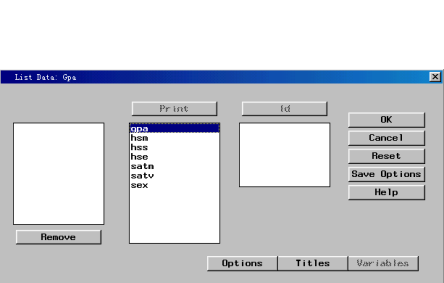 List Data: Gpa
Print
Id
OK
Cancel
Reset
Save Options
Help
gpa
hsm
hss
hse
satm
satv
sex
Remove
Options
Titles
Variables